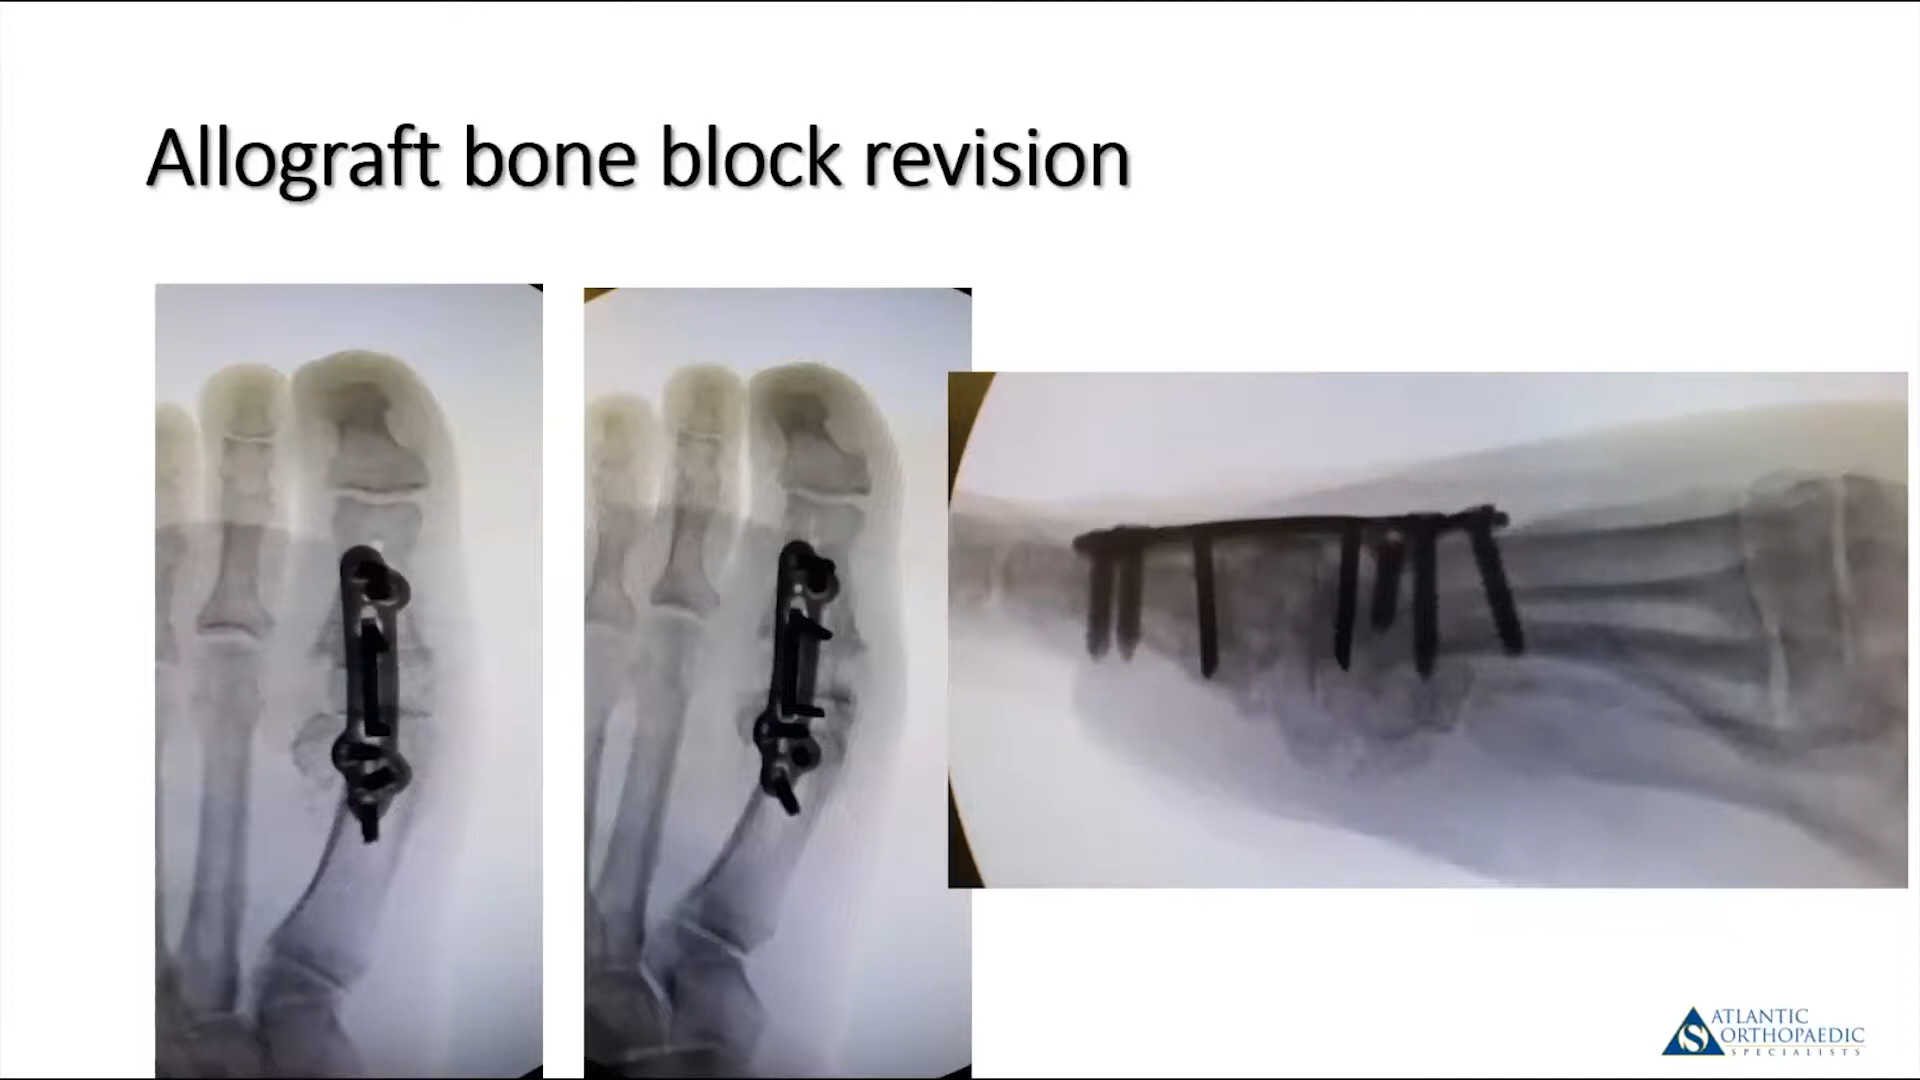 Allograft bone block revision
ATLANTIC
ORTHOPAEDIC
SPECIALISTS